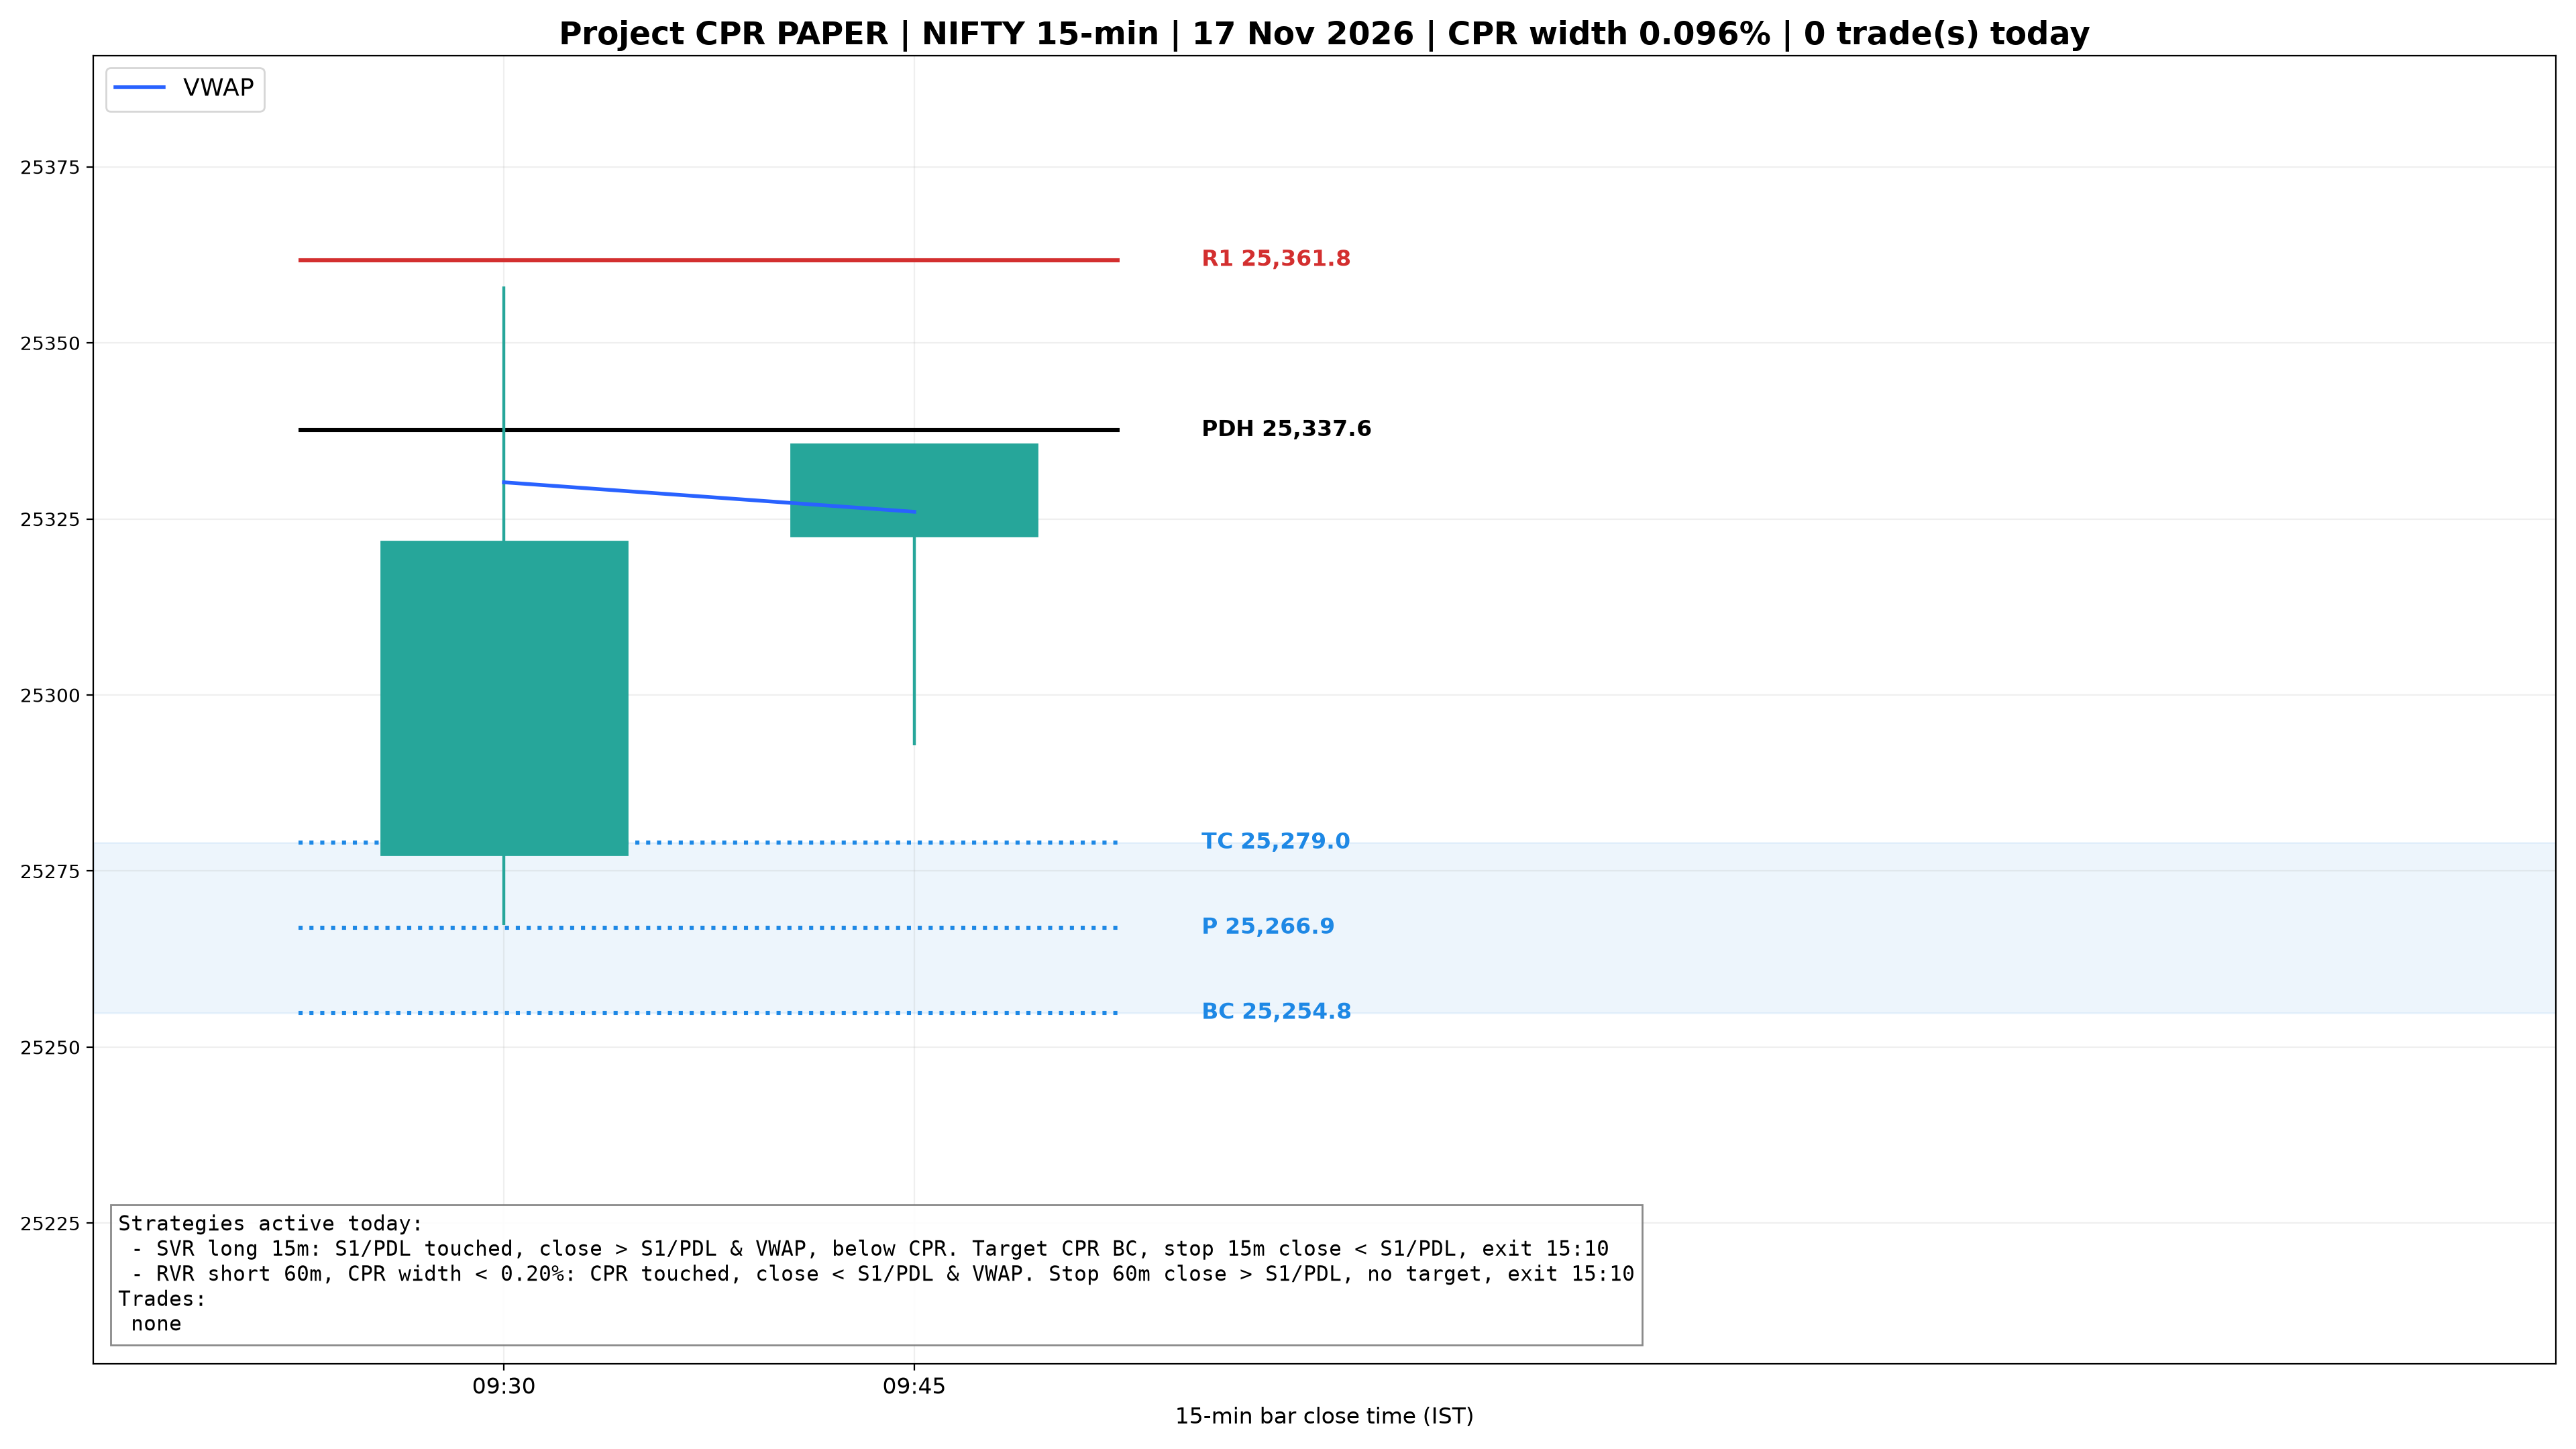 Project CPR PAPER | NIFTY 15-min | 17 Nov 2026 | CPR width 0.096% | 0 trade(s) today
VWAP
25375
R1 25,361.8
25350
PDH 25,337.6
25325
25300
TC 25,279.0
25275
P 25,266.9
BC 25,254.8
25250
25225
Strategies active today:
- SVR long 15m: S1/PDL touched, close > S1/PDL & VWAP, below CPR. Target CPR BC, stop 15m close < S1/PDL, exit 15:10
- RVR short 60m, CPR width < 0.20%: CPR touched, close < S1/PDL & VWAP. Stop 60m close > S1/PDL, no target, exit 15:10
Trades:
none
09:30 09:45
15-min bar close time (IST)